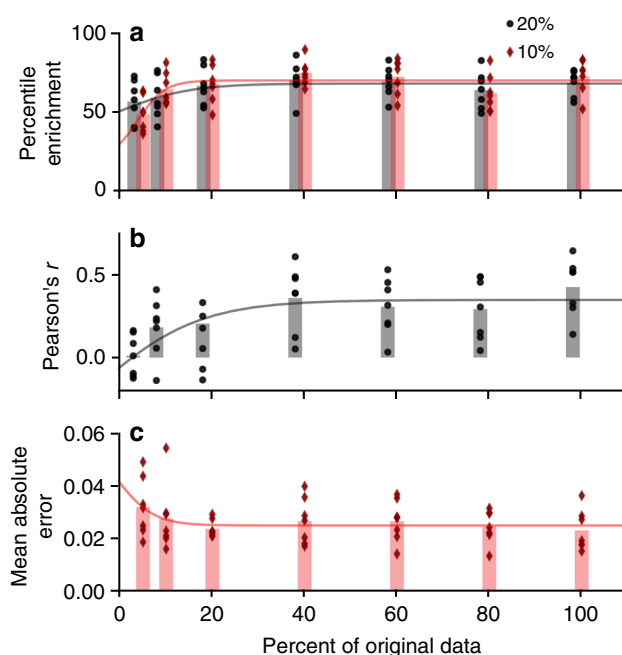 a
20%
10%
100
50
0
Percentile
enrichment
b
0.5
0.0
Pearson's r
c
0.06
0.04
0.02
0.00
Mean absolute
error
0 20 40 60 80 100
Percent of original data